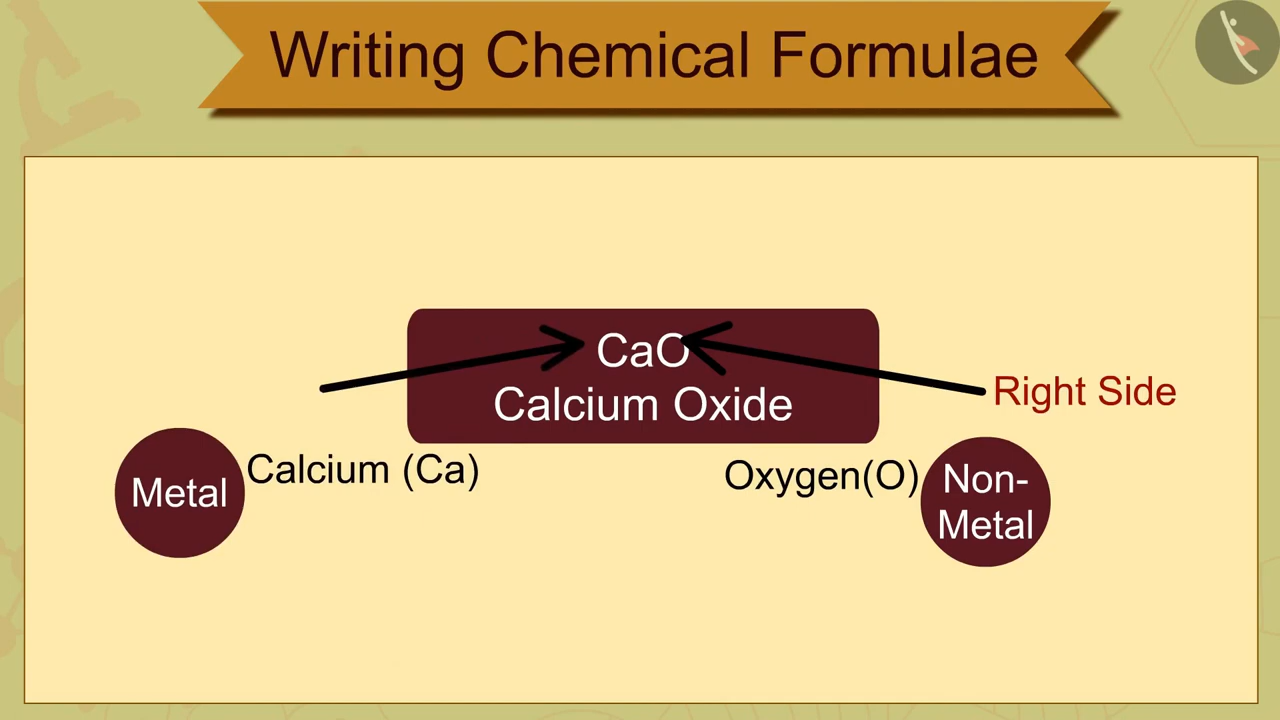 Writing Chemical Formulae
CaO
Calcium Oxide
Right Side
Metal
Calcium (Ca)
Oxygen(O)
Non-
Metal